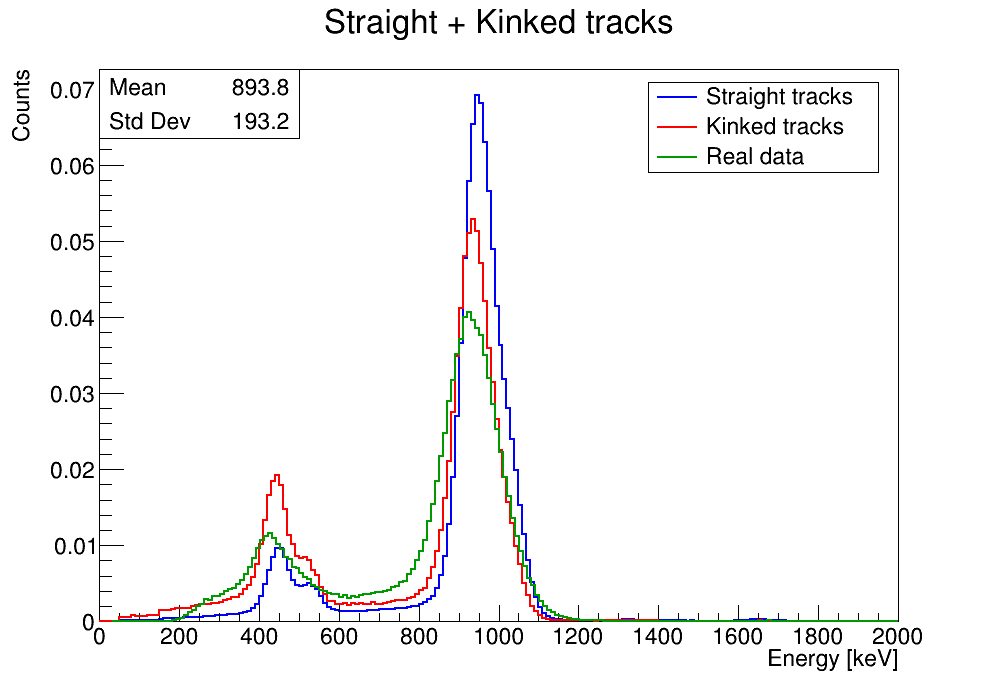 Straight + Kinked tracks
Counts
Mean 893.8
Std Dev 193.2
Straight tracks
Kinked tracks
Real data
0.07
0.06
0.05
0.04
0.03
0.02
0.01
0
0 200 400 600 800 1000 1200 1400 1600 1800 2000
Energy [keV]